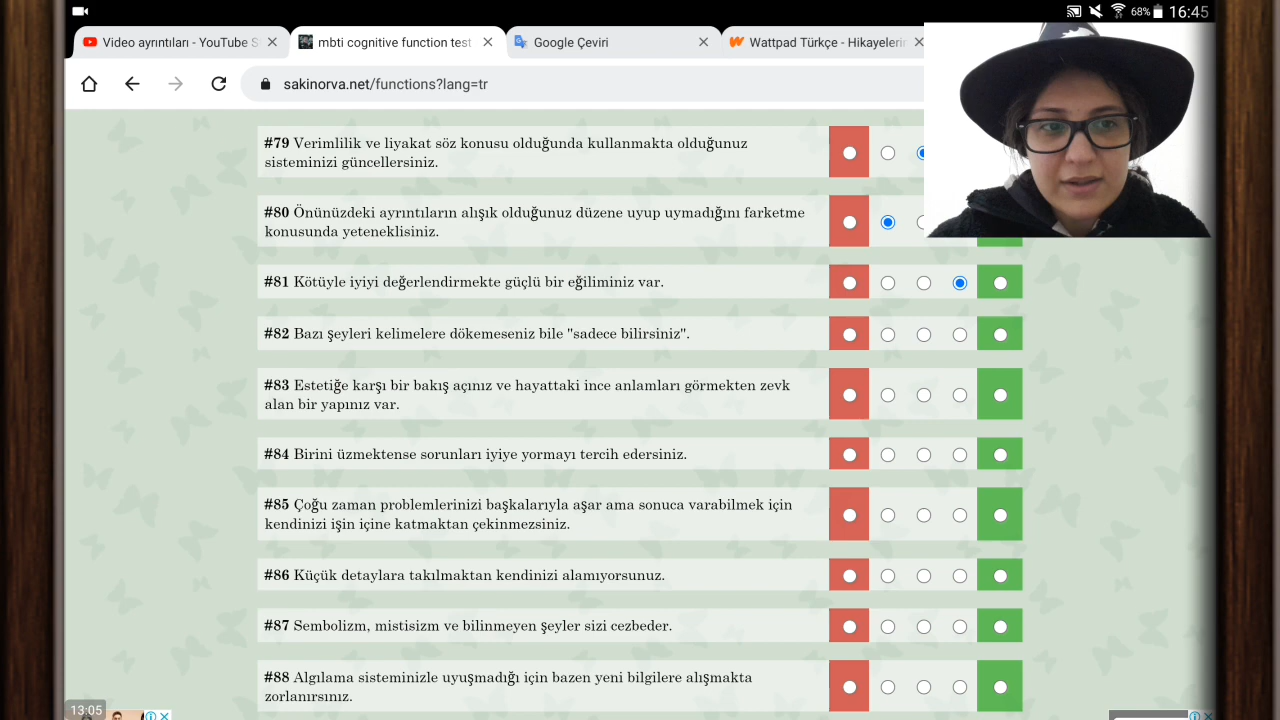 68% 16:45
Video ayrıntıları - YouTube S
mbti cognitive function test
Google Çeviri
Wattpad Türkçe - Hikayelerin
sakinorva.net/functions?lang=tr
#79 Verimlilik ve liyakat söz konusu olduğunda kullanmakta olduğunuz
sisteminizi güncellersiniz.
#80 Önünüzdeki ayrıntıların alışık olduğunuz düzene uyup uymadığını farketme
konusunda yeteneklisiniz.
#81 Kötüyle iyiyi değerlendirmekte güçlü bir eğiliminiz var.
#82 Bazı şeyleri kelimelere dökemeseniz bile "sadece bilirsiniz".
#83 Estetiğe karşı bir bakış açınız ve hayattaki ince anlamları görmekten zevk
alan bir yapınız var.
#84 Birini üzmektense sorunları iyiye yormayı tercih edersiniz.
#85 Çoğu zaman problemlerinizi başkalarıyla aşar ama sonuca varabilmek için
kendinizi işin içine katmaktan çekinmezsiniz.
#86 Küçük detaylara takılmaktan kendinizi alamıyorsunuz.
#87 Sembolizm, mistisizm ve bilinmeyen şeyler sizi cezbeder.
#88 Algılama sisteminizle uyuşmadığı için bazen yeni bilgilere alışmakta
zorlanırsınız.
13:05